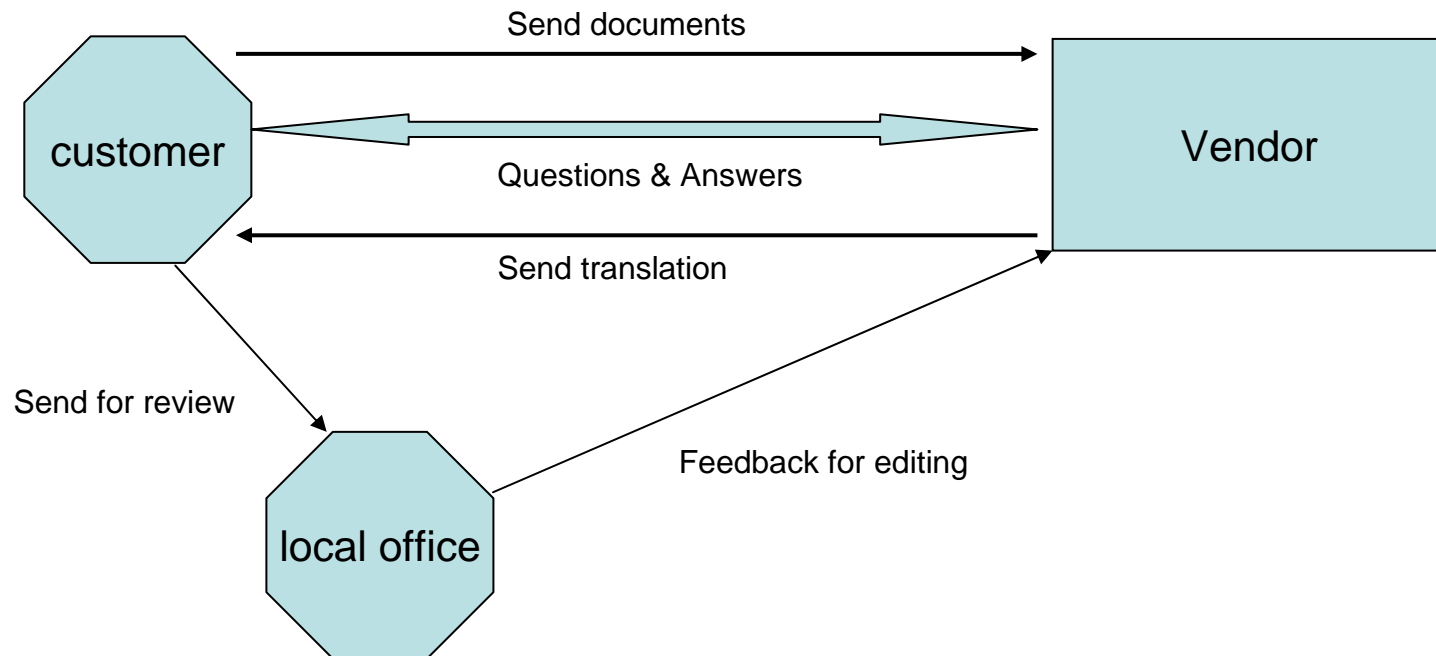 Send documents
customer
Vendor
Questions & Answers
Send translation
Send for review
Feedback for editing
local office